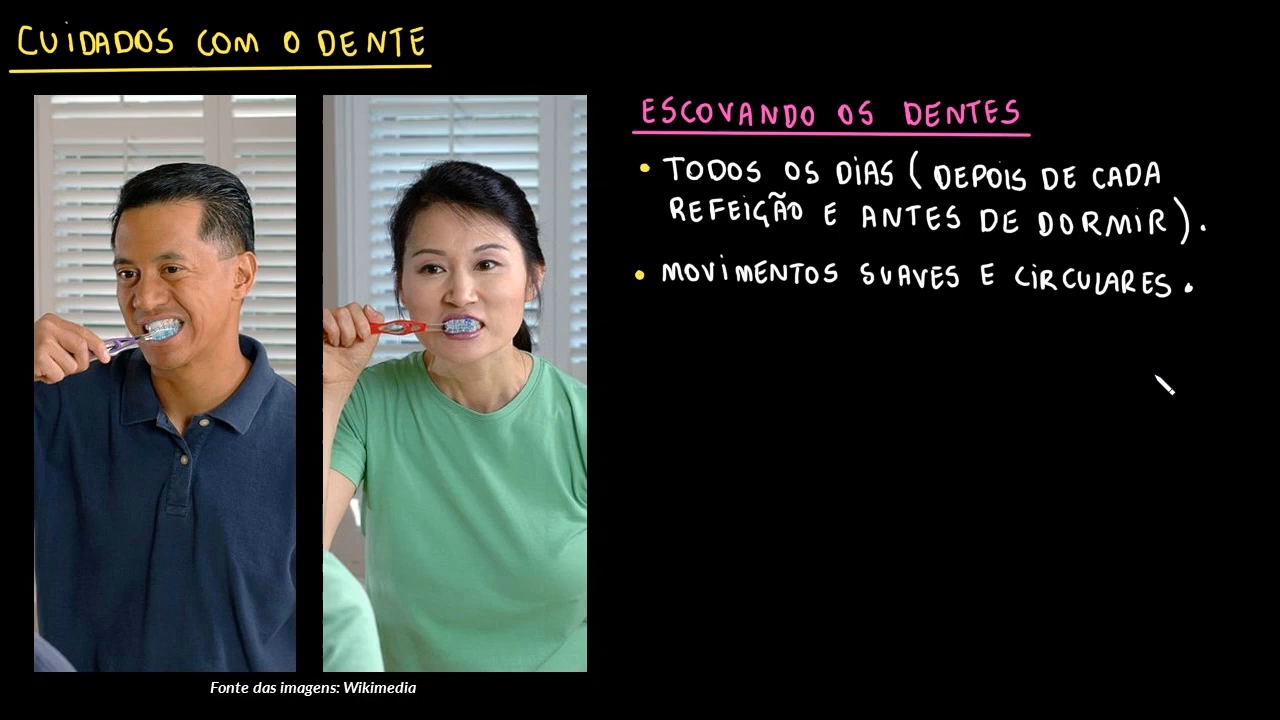 CUIDADOS COM O DENTE
ESCOVANDO OS DENTES
• TODOS OS DIAS (DEPOIS DE CADA
REFEIÇÃO E ANTES DE DORMIR).
• MOVIMENTOS SUAVES E CIRCULARES.
Fonte das imagens: Wikimedia